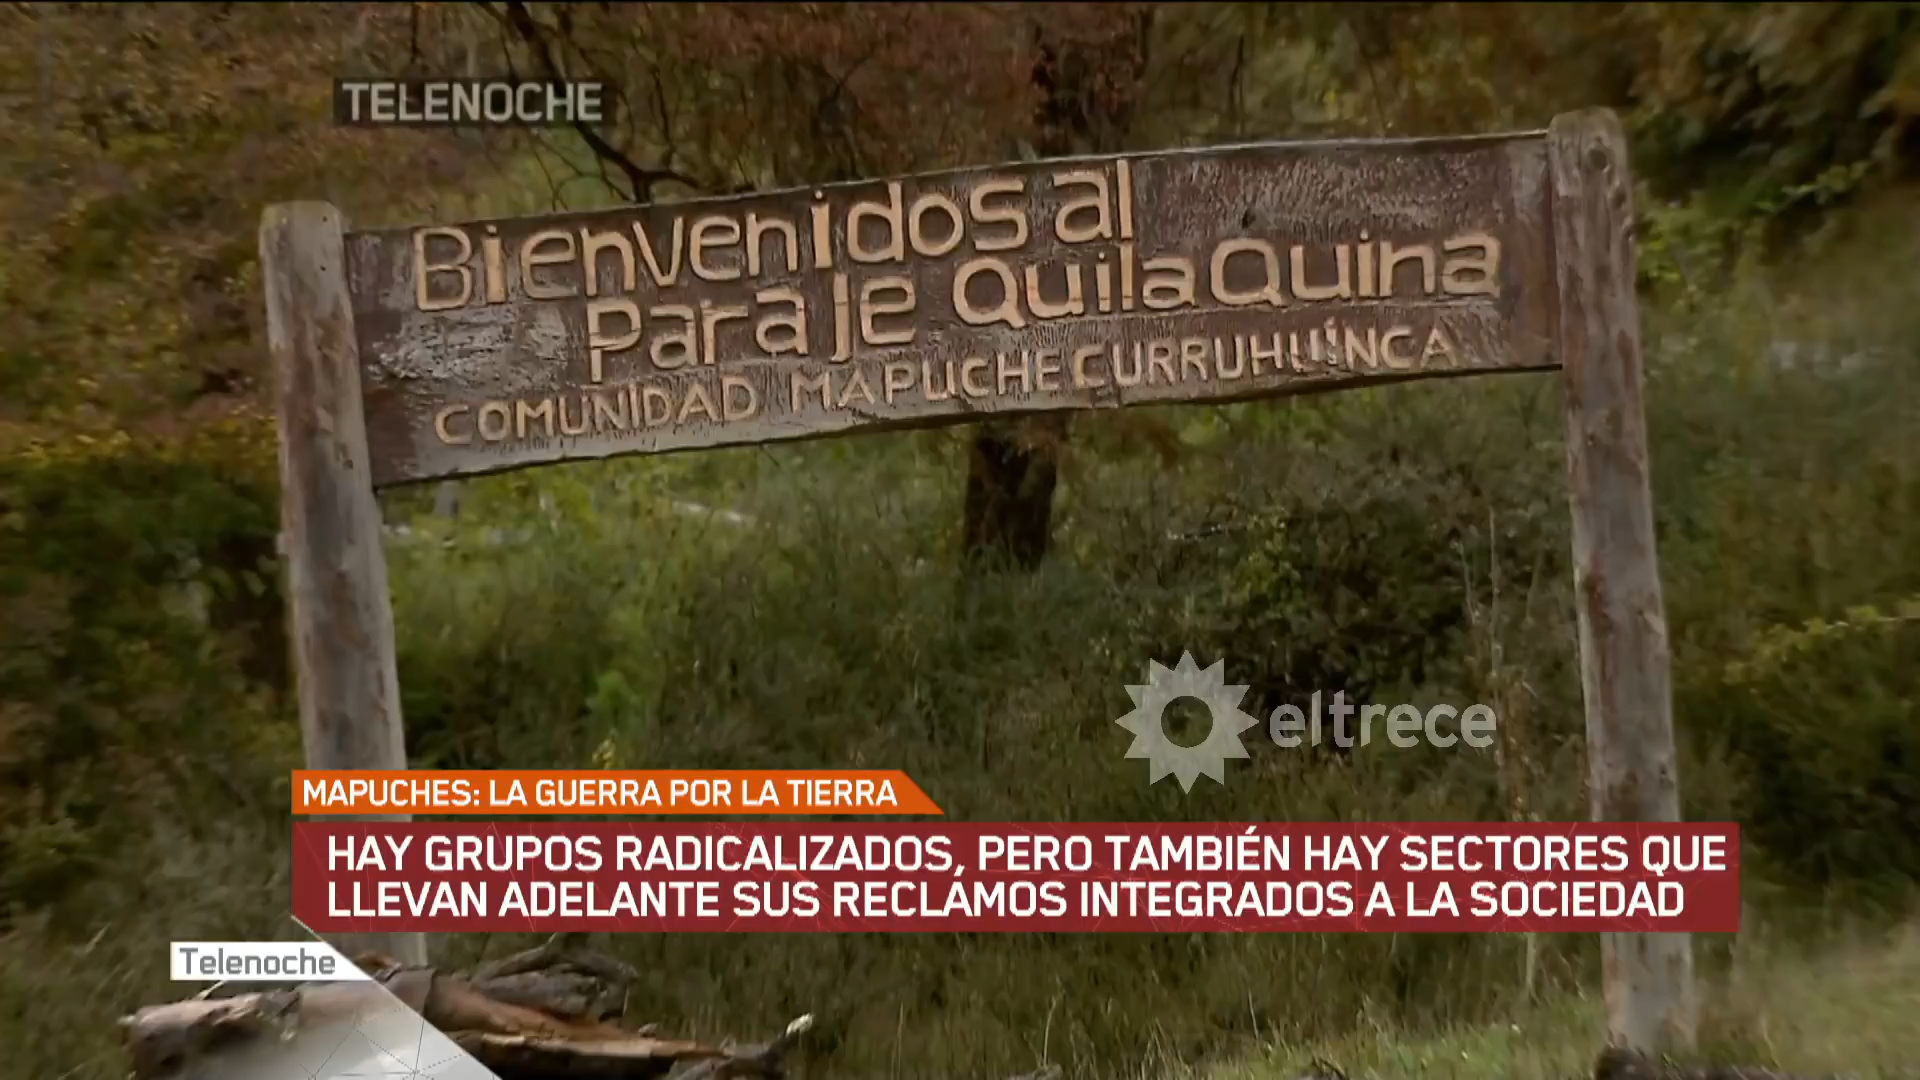 TELENOCHE
Bienvenidos al
Paraje Quila Quina
COMUNIDAD MAPUCHE CURRUHUINCA
eltrece
MAPUCHES: LA GUERRA POR LA TIERRA
HAY GRUPOS RADICALIZADOS, PERO TAMBIÉN HAY SECTORES QUE
LLEVAN ADELANTE SUS RECLAMOS INTEGRADOS A LA SOCIEDAD
Telenoche